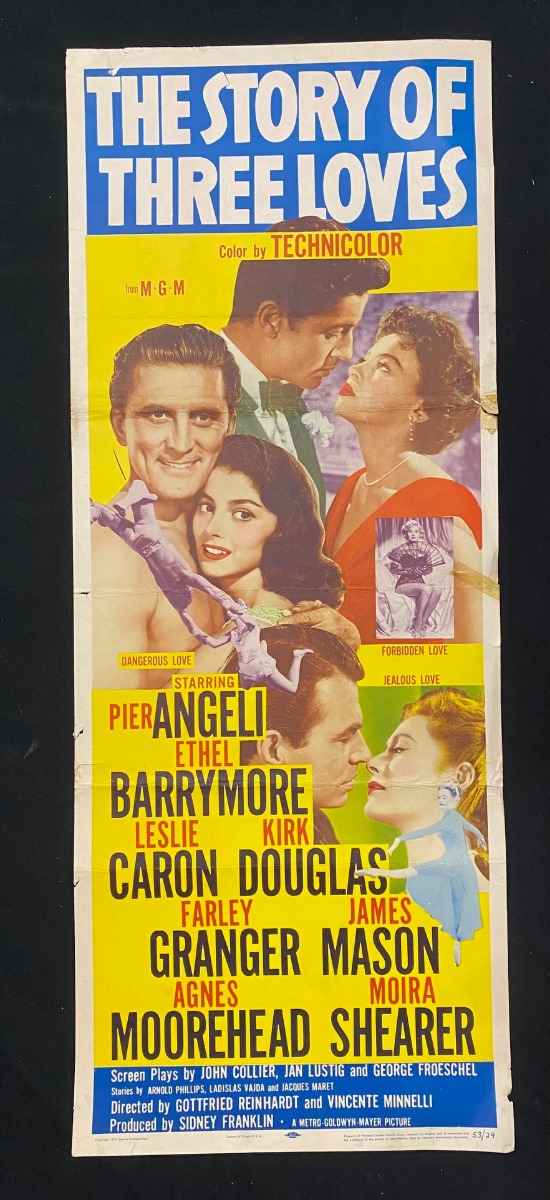 THE STORY OF
THREE LOVES
Color by TECHNICOLOR
from M·G·M
FORBIDDEN LOVE
DANGEROUS LOVE
JEALOUS LOVE
STARRING
PIER ANGELI
ETHEL
BARRYMORE
LESLIE KIRK
CARON DOUGLAS
FARLEY JAMES
GRANGER MASON
AGNES MOIRA
MOOREHEAD SHEARER
Screen Plays by JOHN COLLIER, JAN LUSTIG and GEORGE FROESCHEL
Stories by ARNOLD PHILLIPS, LADISLAS VAJDA and JACQUES MARET
Directed by GOTTFRIED REINHARDT and VINCENTE MINNELLI
Produced by SIDNEY FRANKLIN · A METRO-GOLDWYN-MAYER PICTURE
53/29